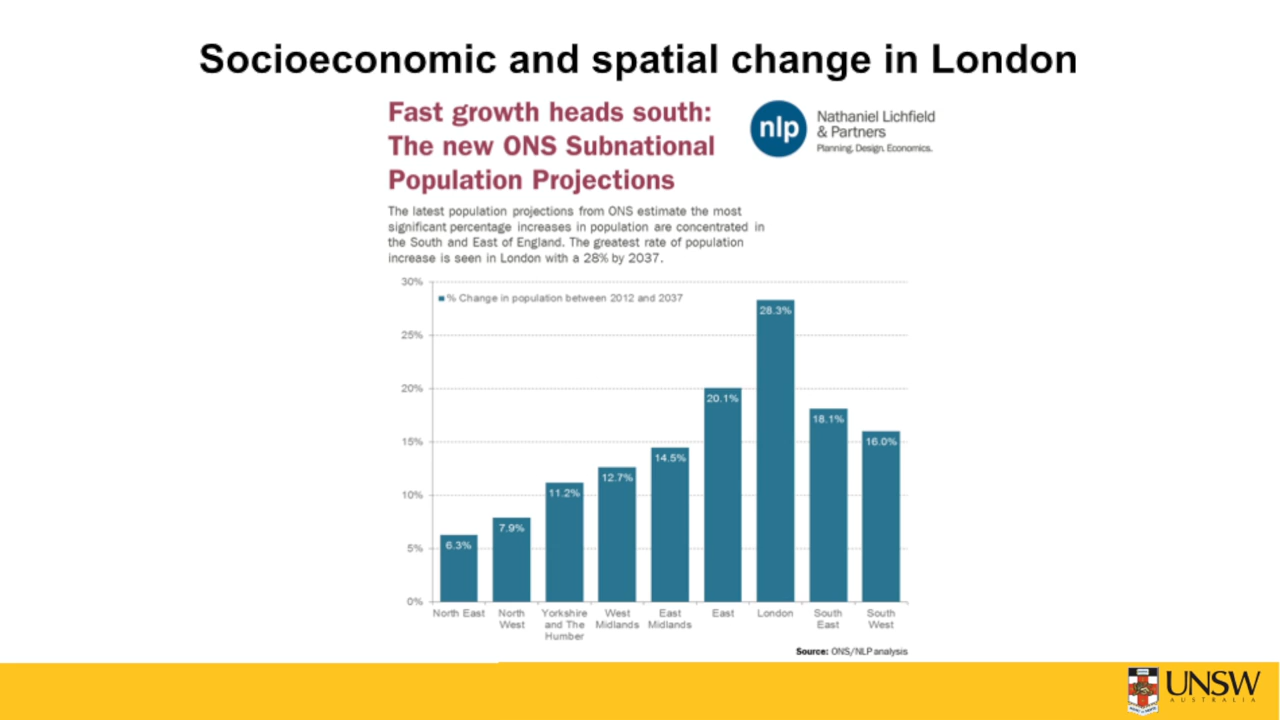 Socioeconomic and spatial change in London
Fast growth heads south:
The new ONS Subnational
Population Projections
nlp
Nathaniel Lichfield
& Partners
Planning. Design. Economics.
The latest population projections from ONS estimate the most
significant percentage increases in population are concentrated in
the South and East of England. The greatest rate of population
increase is seen in London with a 28% by 2037.
% Change in population between 2012 and 2037
30%
25%
20%
15%
10%
5%
0%
6.3%
7.9%
11.2%
12.7%
14.5%
20.1%
28.3%
18.1%
16.0%
North East
North
West
Yorkshire
and The
Humber
West
Midlands
East
Midlands
East
London
South
East
South
West
Source: ONS/NLP analysis
UNSW
AUSTRALIA